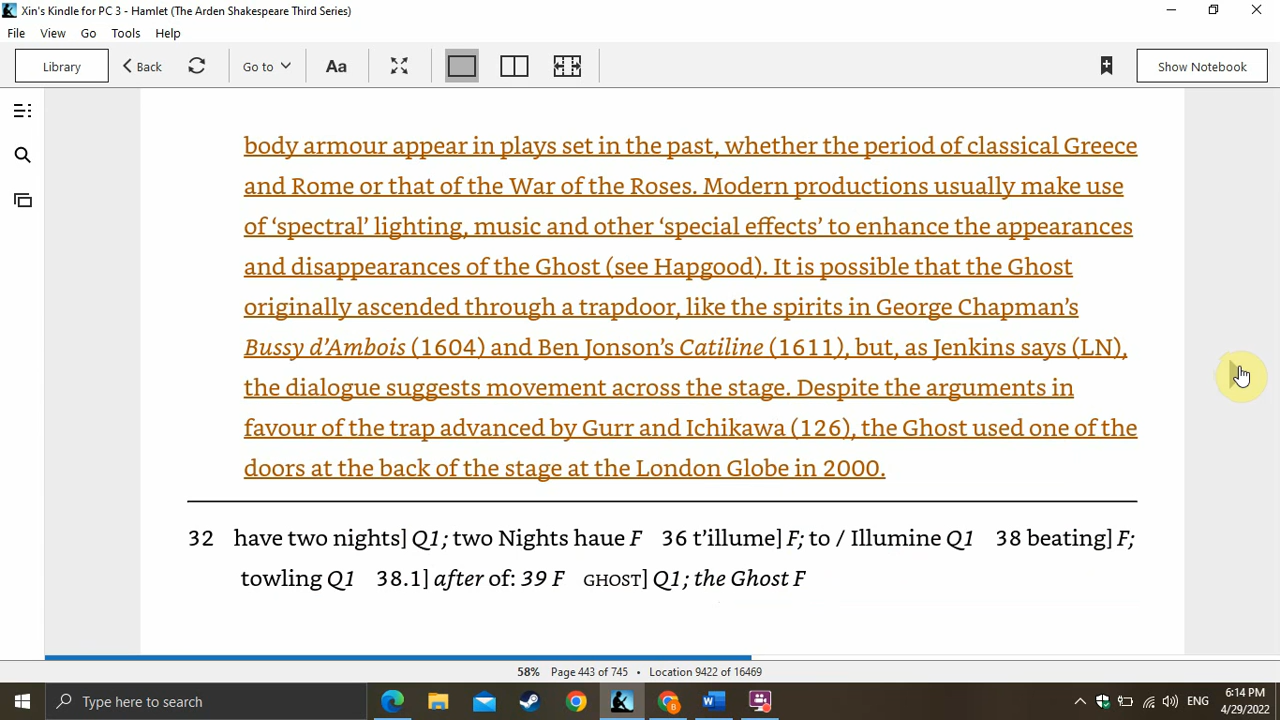 Xin's Kindle for PC 3 - Hamlet (The Arden Shakespeare Third Series)
File View Go Tools Help
Library Back Go to Aa Show Notebook
body armour appear in plays set in the past, whether the period of classical Greece
and Rome or that of the War of the Roses. Modern productions usually make use
of ‘spectral’ lighting, music and other ‘special effects’ to enhance the appearances
and disappearances of the Ghost (see Hapgood). It is possible that the Ghost
originally ascended through a trapdoor, like the spirits in George Chapman’s
Bussy d’Ambois (1604) and Ben Jonson’s Catiline (1611), but, as Jenkins says (LN),
the dialogue suggests movement across the stage. Despite the arguments in
favour of the trap advanced by Gurr and Ichikawa (126), the Ghost used one of the
doors at the back of the stage at the London Globe in 2000.
32 have two nights] Q1; two Nights haue F 36 t’illume] F; to / Illumine Q1 38 beating] F;
towling Q1 38.1] after of: 39 F GHOST] Q1; the Ghost F
58% Page 443 of 745 • Location 9422 of 16469
Type here to search ENG 6:14 PM
4/29/2022